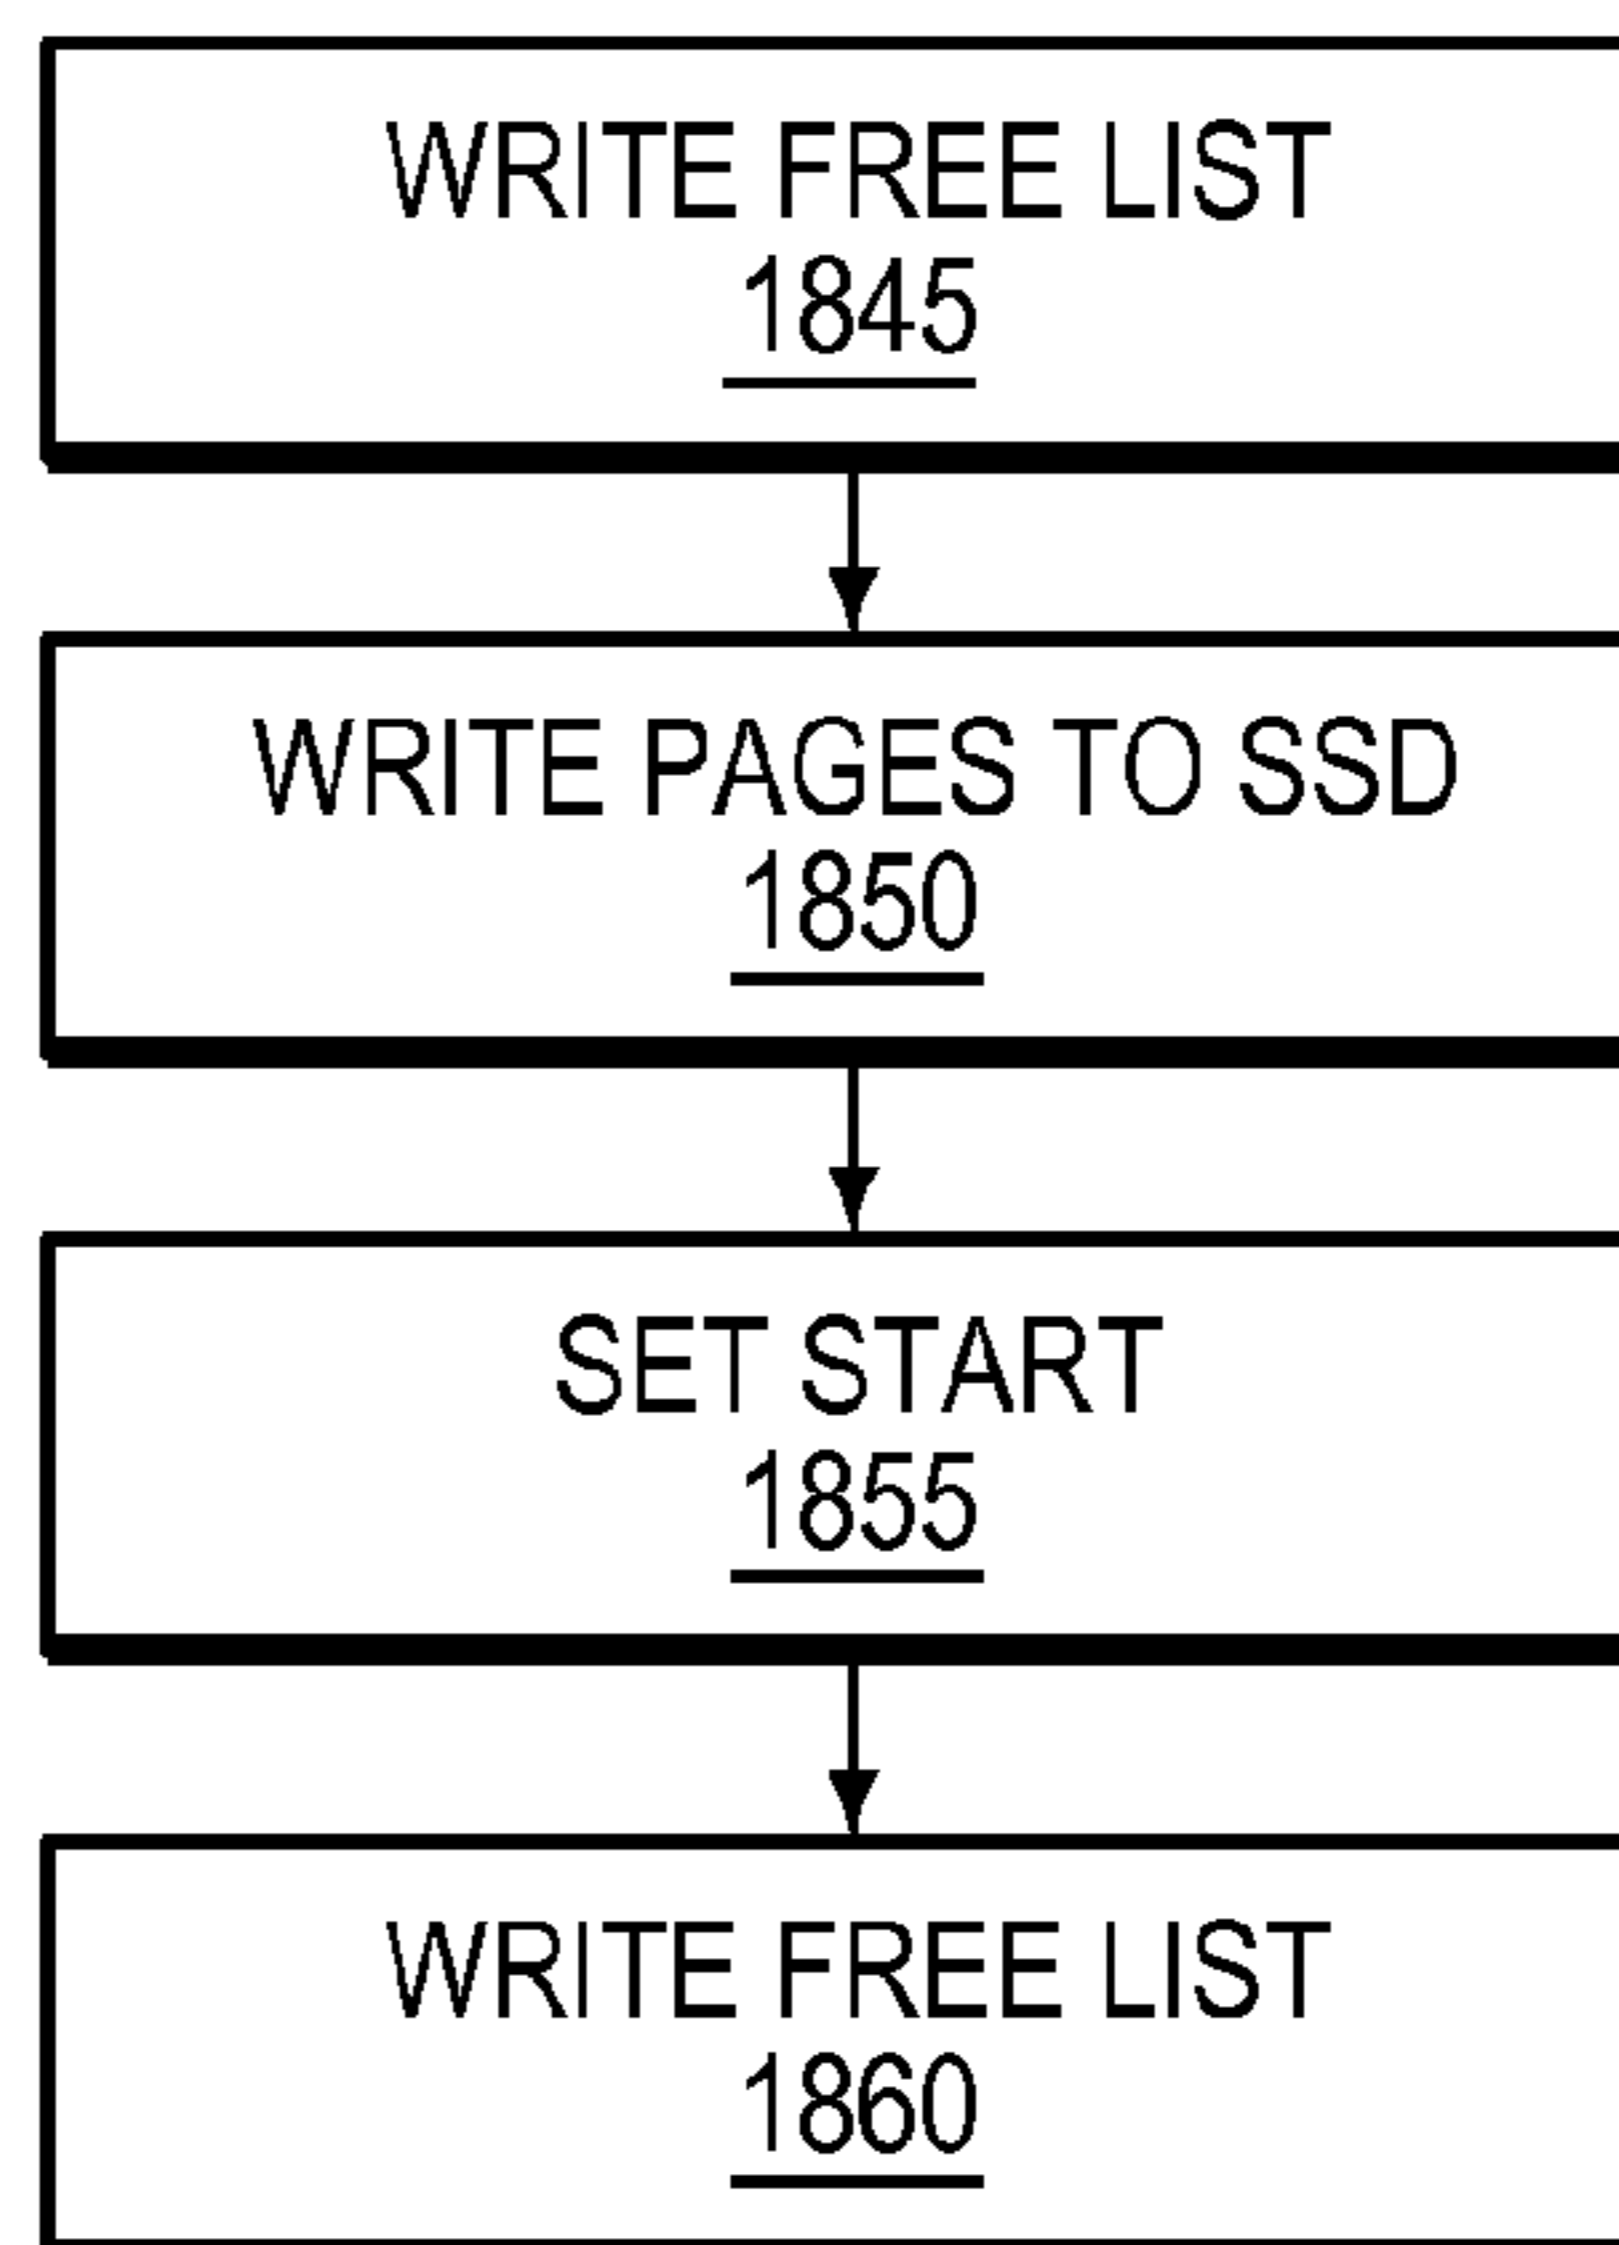 WRITE FREE LIST
1845
WRITE PAGES TO SSD
1850
SET START
1855
WRITE FREE LIST
1860